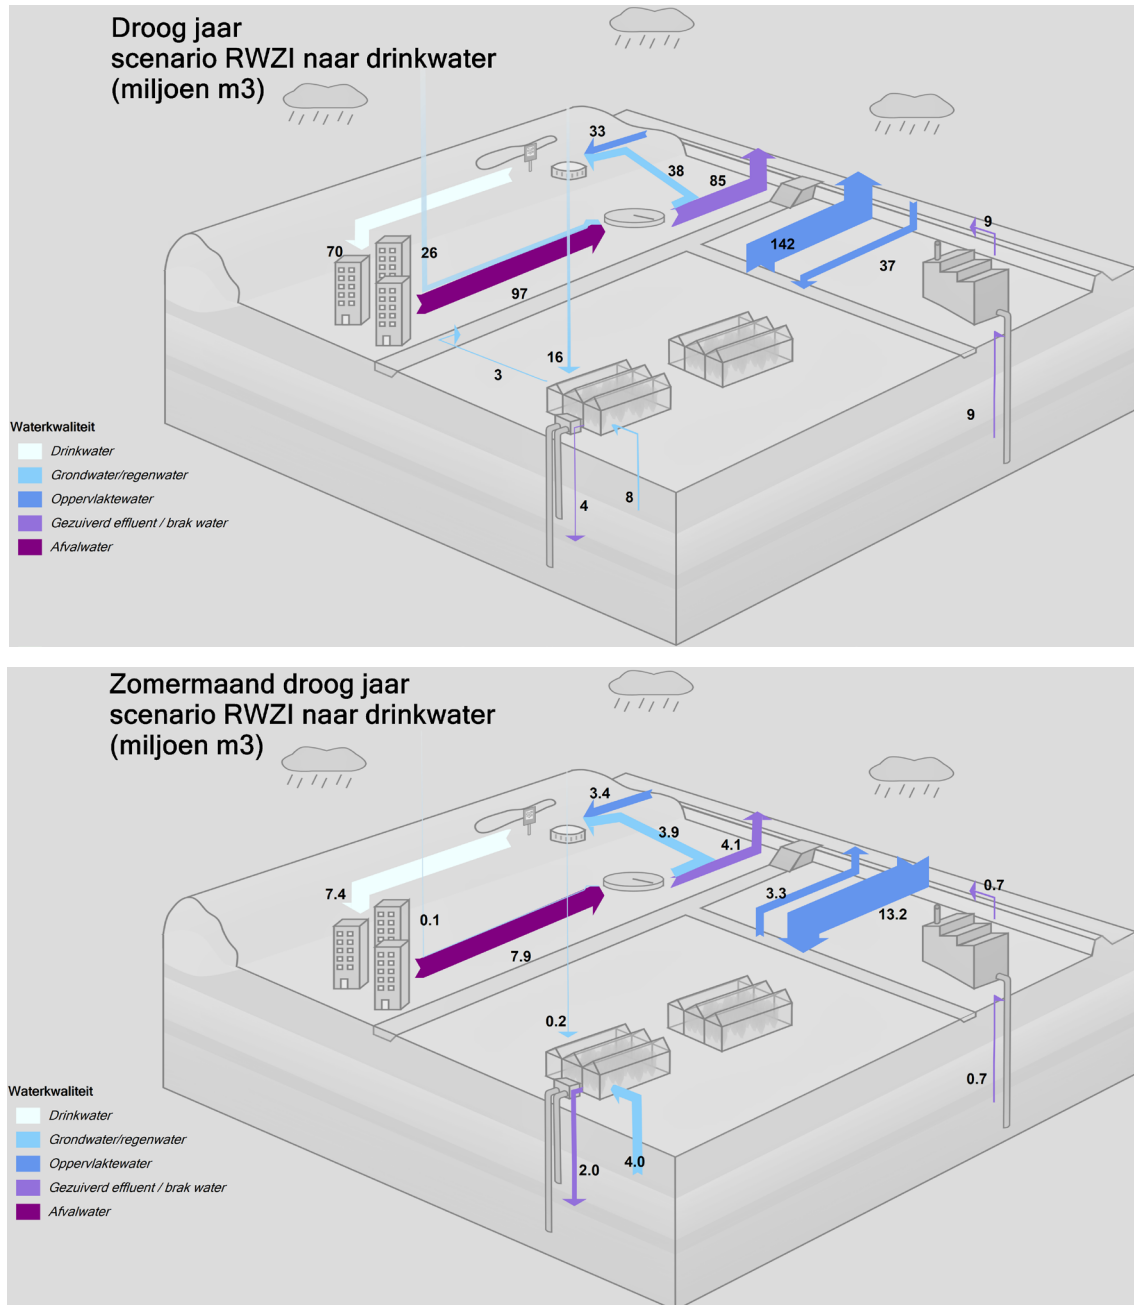 Droog jaar
scenario RWZI naar drinkwater
(miljoen m3)
33
38
85
9
142
70
26
37
97
16
3
9
8
4
Waterkwaliteit
Drinkwater
Grondwater/regenwater
Oppervlaktewater
Gezuiverd effluent / brak water
Afvalwater
Zomermaand droog jaar
scenario RWZI naar drinkwater
(miljoen m3)
3.4
3.9
4.1
0.7
3.3
7.4
13.2
0.1
7.9
0.2
0.7
4.0
2.0
Waterkwaliteit
Drinkwater
Grondwater/regenwater
Oppervlaktewater
Gezuiverd effluent / brak water
Afvalwater